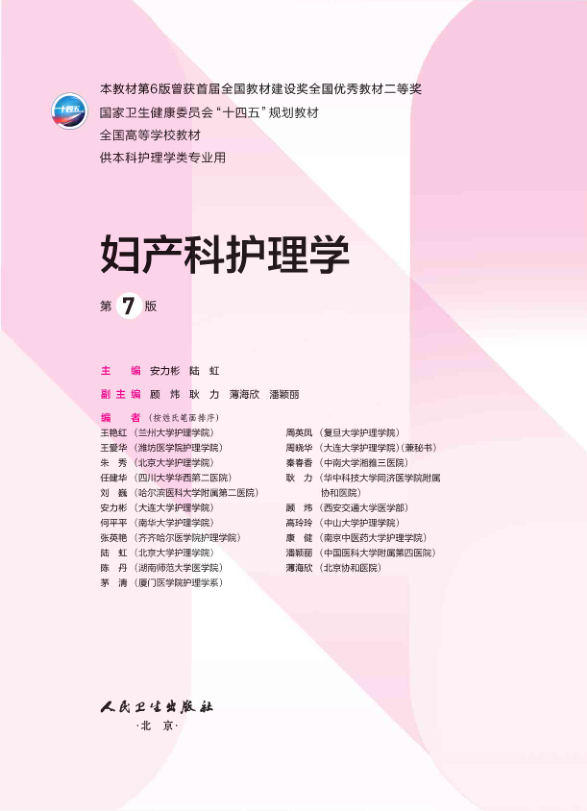 本教材第6版曾获首届全国教材建设奖全国优秀教材二等奖
十四五
国家卫生健康委员会“十四五”规划教材
全国高等学校教材
供本科护理学类专业用
妇产科护理学
第7版
主 编 安力彬 陆 虹
副主编 顾 炜 耿 力 薄海欣 潘颖丽
编 者 （按姓氏笔画排序）
王艳红（兰州大学护理学院）
王爱华（潍坊医学院护理学院）
朱 秀（北京大学护理学院）
任建华（四川大学华西第二医院）
刘 巍（哈尔滨医科大学附属第二医院）
安力彬（大连大学护理学院）
何平平（南华大学护理学院）
张英艳（齐齐哈尔医学院护理学院）
陆 虹（北京大学护理学院）
陈 丹（湖南师范大学医学院）
茅 清（厦门医学院护理学系）
周英凤（复旦大学护理学院）
周晓华（大连大学护理学院）（兼秘书）
秦春香（中南大学湘雅三医院）
耿 力（华中科技大学同济医学院附属
协和医院）
顾 炜（西安交通大学医学部）
高玲玲（中山大学护理学院）
康 健（南京中医药大学护理学院）
潘颖丽（中国医科大学附属第四医院）
薄海欣（北京协和医院）
人民卫生出版社
·北 京·